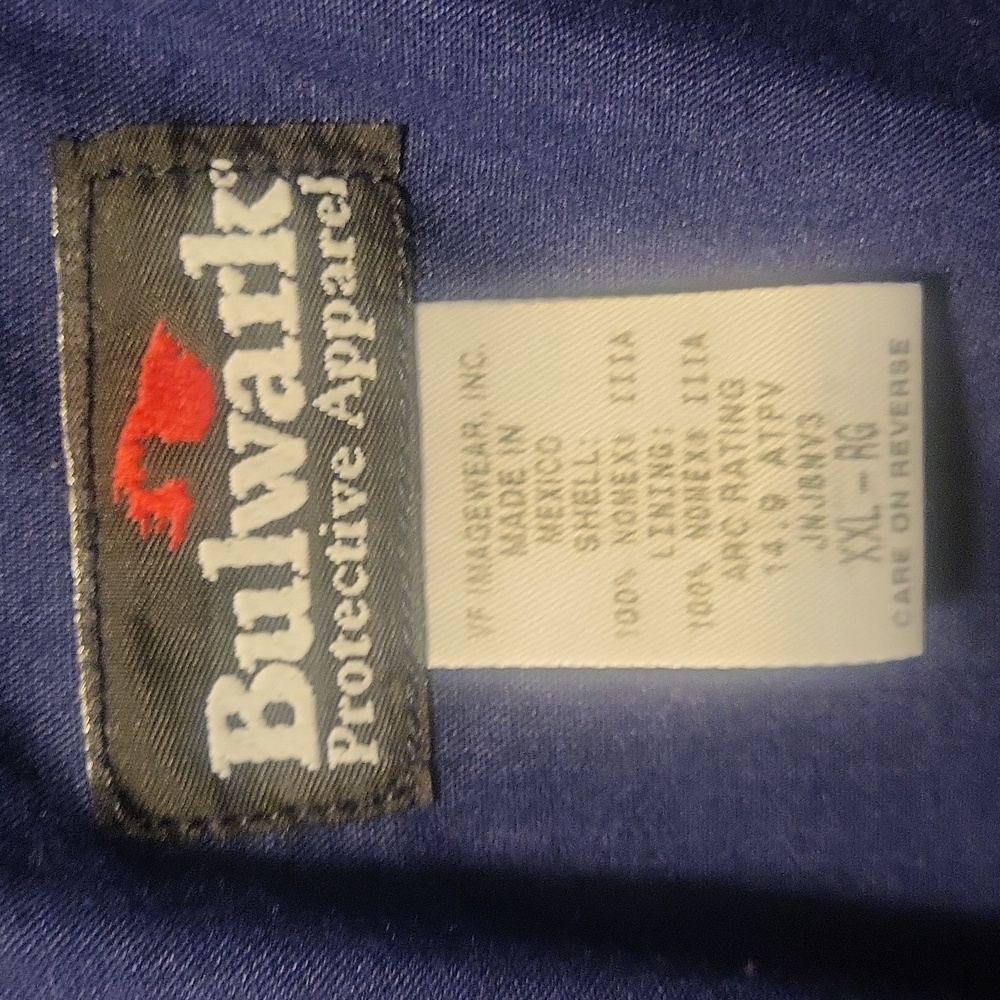 Bulwark®
Protective Apparel
VF IMAGEWEAR, INC.
MADE IN
MEXICO
SHELL:
100% NOMEX IIIA
LINING:
100% NOMEX® IIIA
ARC RATING
14.9 ATPV
JNJ8NV3
XXL-RG
CARE ON REVERSE